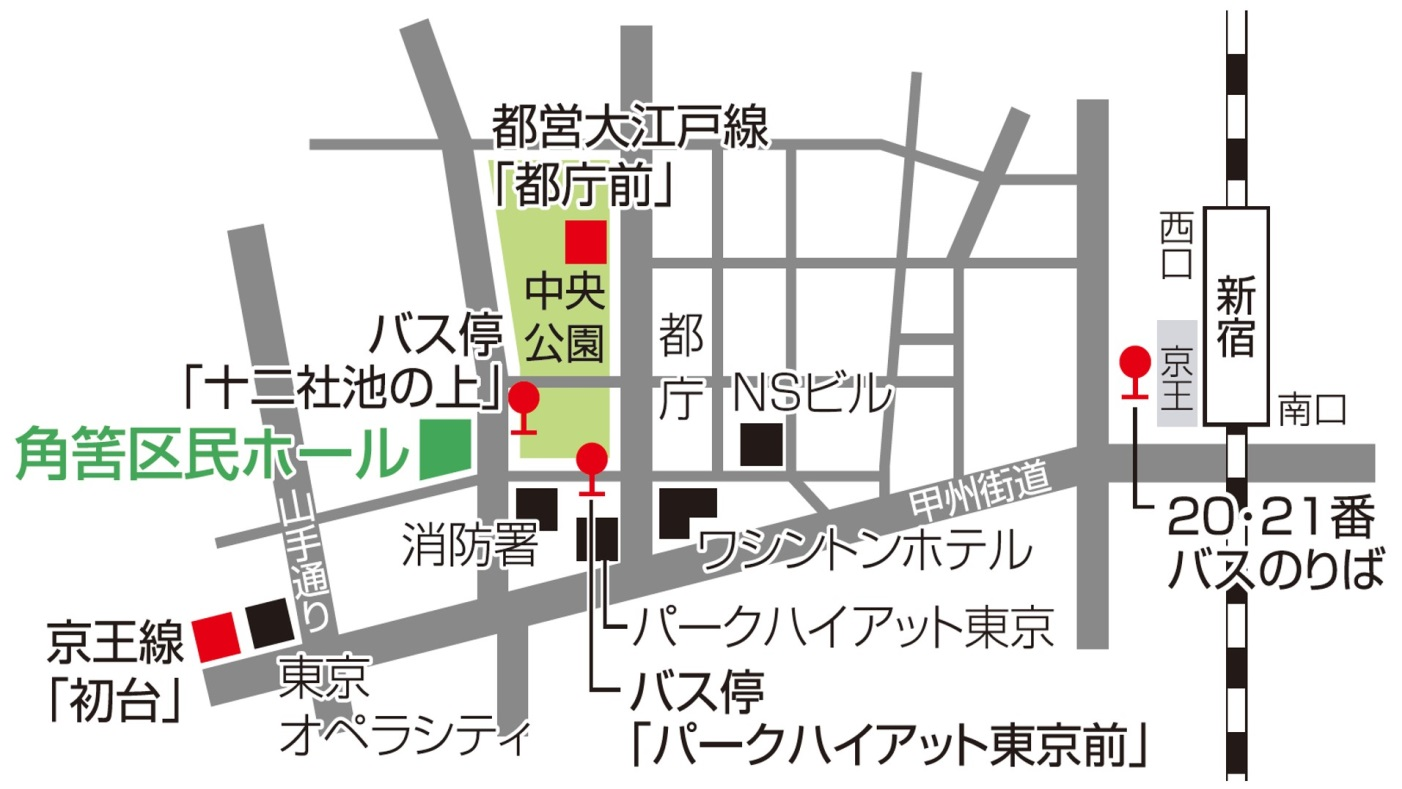 都営大江戸線
「都庁前」
西口
新宿
中央
公園
バス停
「十二社池の上」
都庁
NSビル
京王
南口
角筈区民ホール
甲州街道
山手通り
消防署
ワシントンホテル
20・21番
バスのりば
京王線
「初台」
東京
オペラシティ
パークハイアット東京
バス停
「パークハイアット東京前」